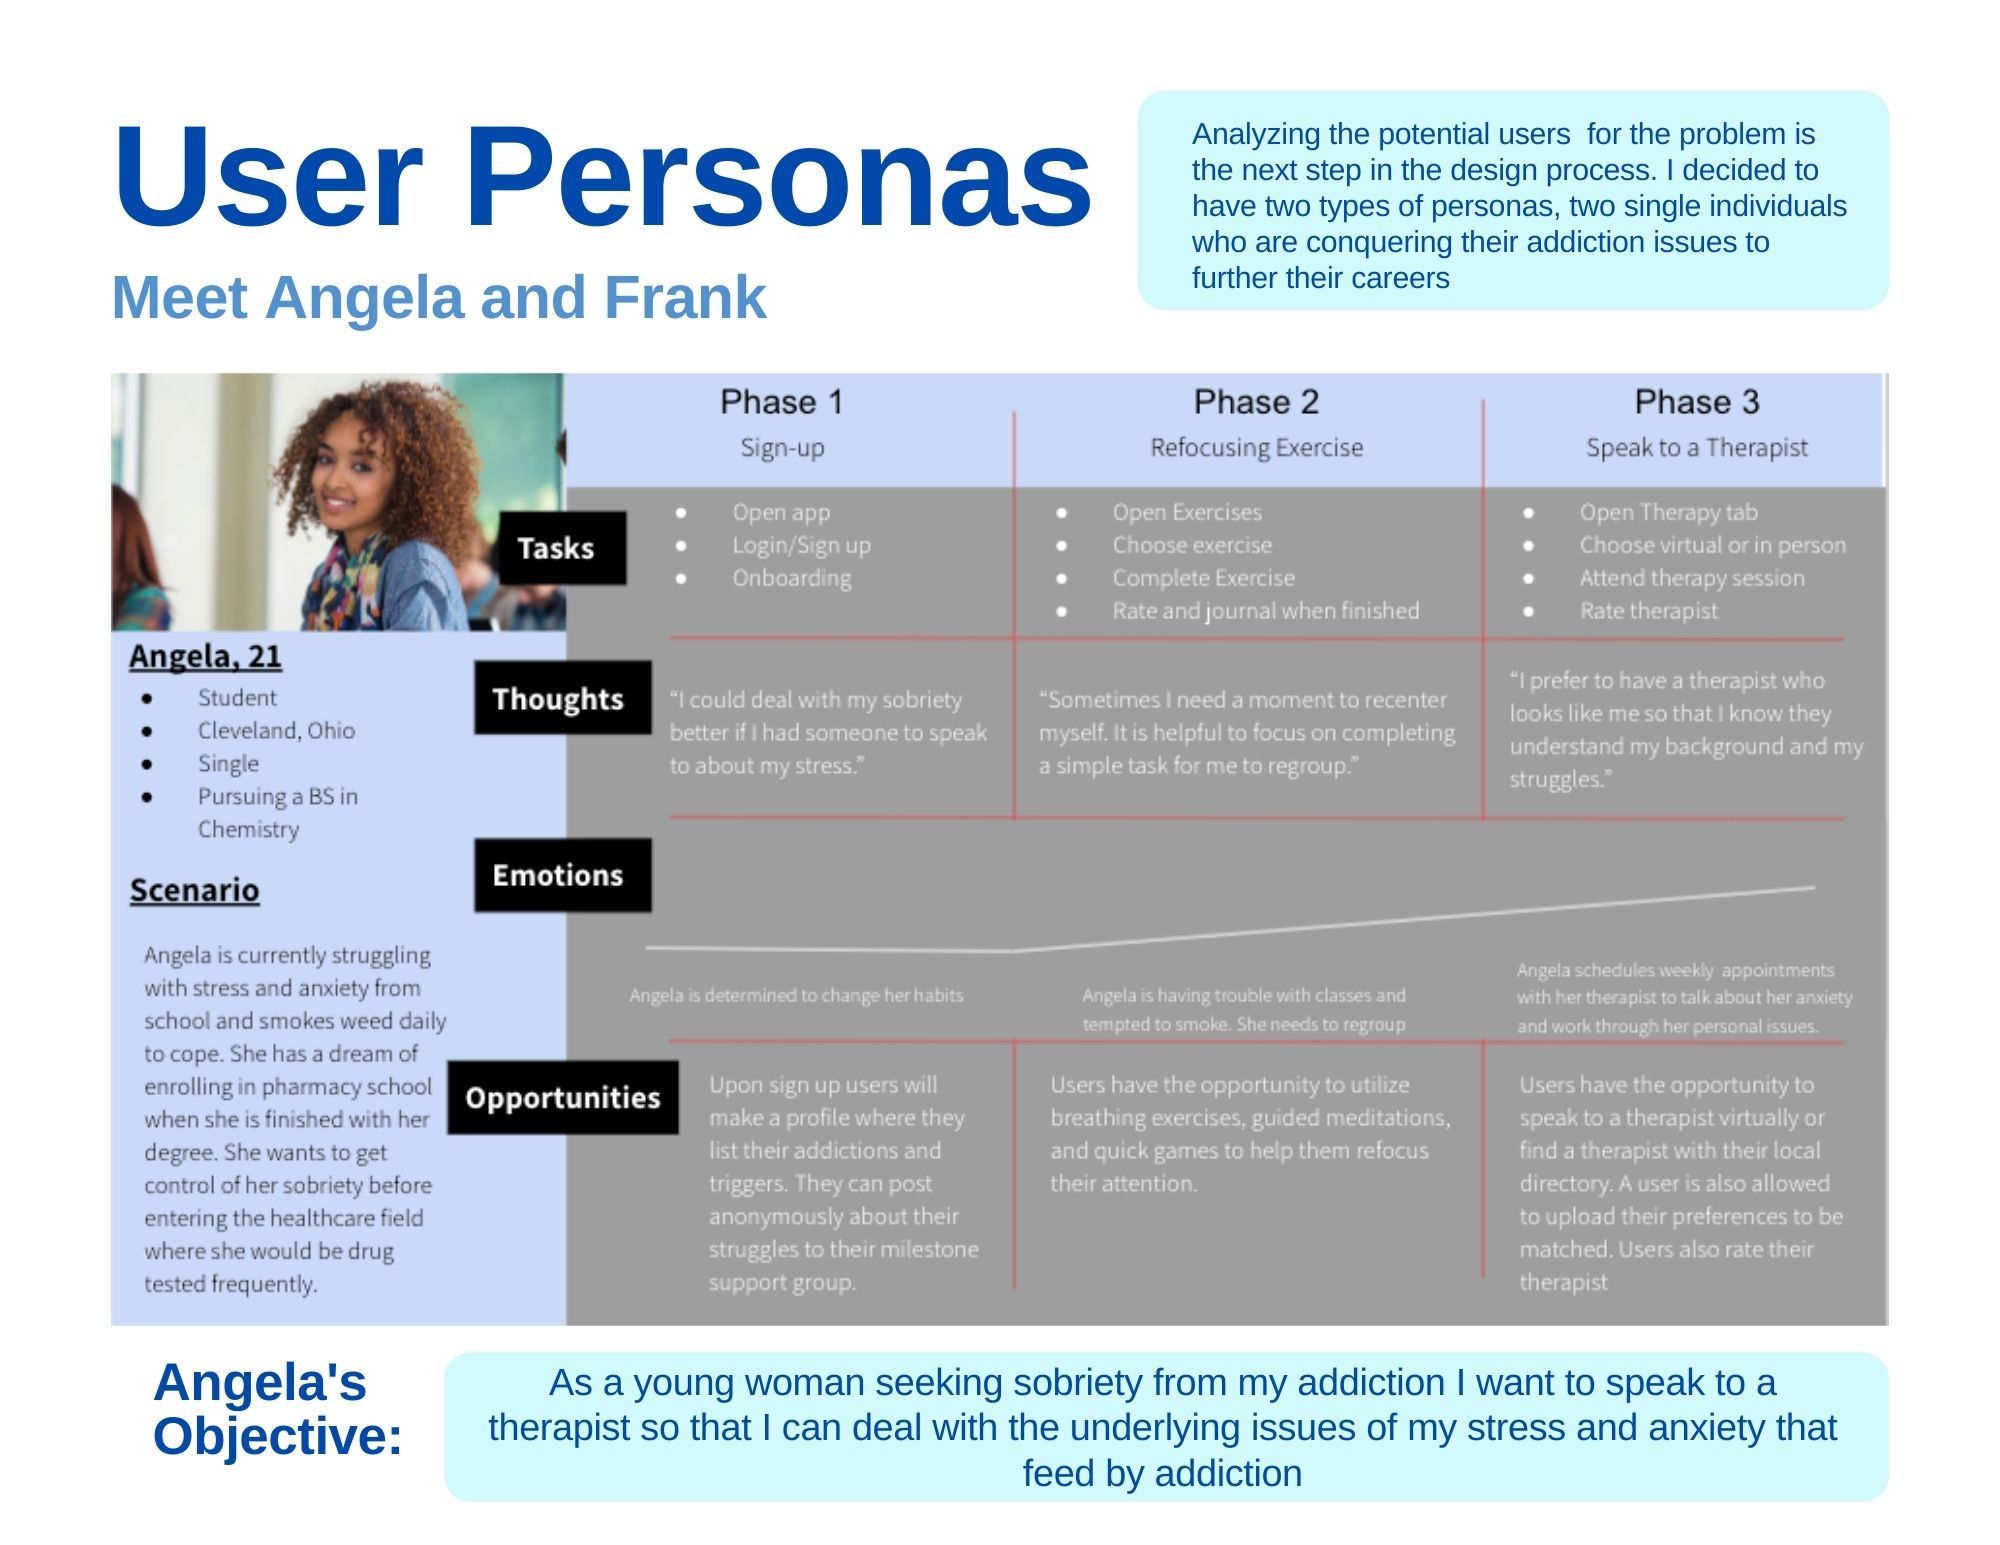 User Personas
Meet Angela and Frank
Analyzing the potential users  for the problem is
the next step in the design process. I decided to
have two types of personas, two single individuals
who are conquering their addiction issues to
further their careers
Phase 1
Sign-up
Phase 2
Refocusing Exercise
Phase 3
Speak to a Therapist
Tasks
● Open app
● Login/Sign up
● Onboarding
● Open Exercises
● Choose exercise
● Complete Exercise
● Rate and journal when finished
● Open Therapy tab
● Choose virtual or in person
● Attend therapy session
● Rate therapist
Angela, 21
● Student
● Cleveland, Ohio
● Single
● Pursuing a BS in
Chemistry
Scenario
Angela is currently struggling
with stress and anxiety from
school and smokes weed daily
to cope. She has a dream of
enrolling in pharmacy school
when she is finished with her
degree. She wants to get
control of her sobriety before
entering the healthcare field
where she would be drug
tested frequently.
Thoughts
“I could deal with my sobriety
better if I had someone to speak
to about my stress.”
“Sometimes I need a moment to recenter
myself. It is helpful to focus on completing
a simple task for me to regroup.”
“I prefer to have a therapist who
looks like me so that I know they
understand my background and my
struggles.”
Emotions
Angela is determined to change her habits
Angela is having trouble with classes and
tempted to smoke. She needs to regroup
Angela schedules weekly  appointments
with her therapist to talk about her anxiety
and work through her personal issues.
Opportunities
Upon sign up users will
make a profile where they
list their addictions and
triggers. They can post
anonymously about their
struggles to their milestone
support group.
Users have the opportunity to utilize
breathing exercises, guided meditations,
and quick games to help them refocus
their attention.
Users have the opportunity to
speak to a therapist virtually or
find a therapist with their local
directory. A user is also allowed
to upload their preferences to be
matched. Users also rate their
therapist
Angela's
Objective:
As a young woman seeking sobriety from my addiction I want to speak to a
therapist so that I can deal with the underlying issues of my stress and anxiety that
feed by addiction